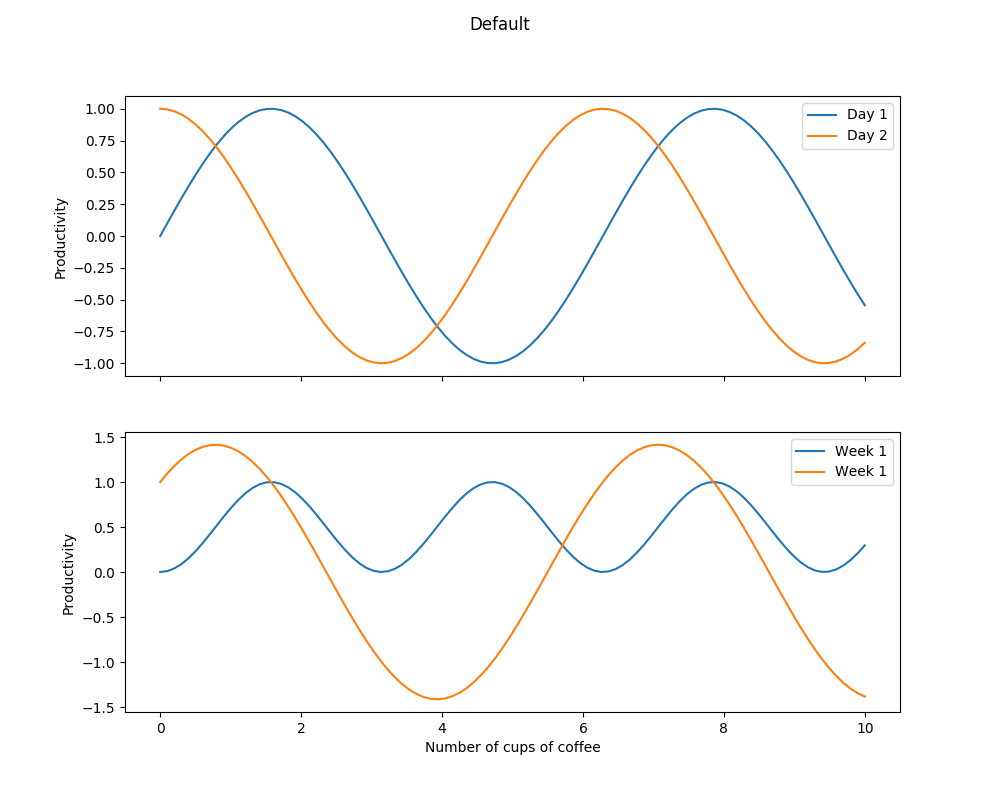 Default
1.00
0.75
0.50
0.25
0.00
−0.25
−0.50
−0.75
−1.00
Productivity
Day 1
Day 2
1.5
1.0
0.5
0.0
−0.5
−1.0
−1.5
Productivity
Week 1
Week 1
0 2 4 6 8 10
Number of cups of coffee